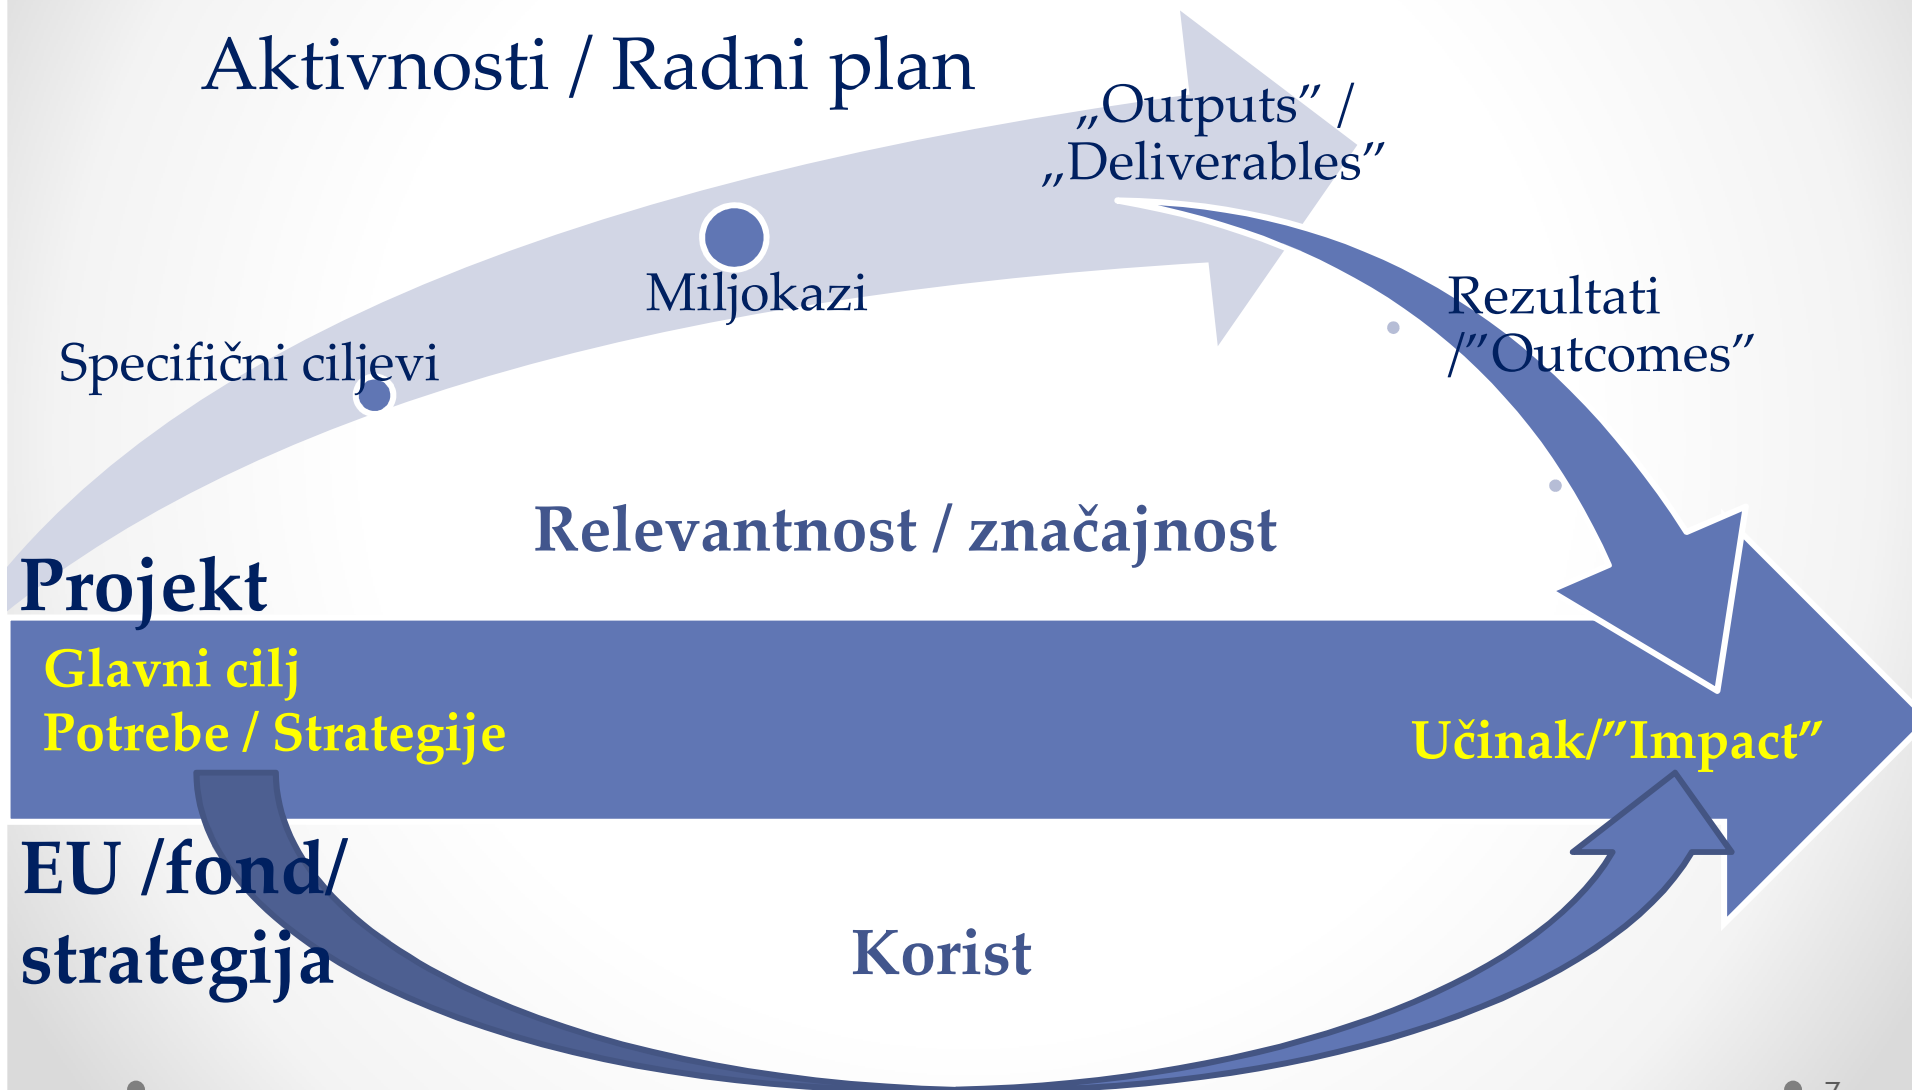 Aktivnosti / Radni plan
„Outputs” /
„Deliverables”
Miljokazi
Rezultati
/”Outcomes”
Specifični ciljevi
Relevantnost / značajnost
Projekt
Glavni cilj
Potrebe / Strategije
Učinak/”Impact”
EU /fond/
strategija
Korist